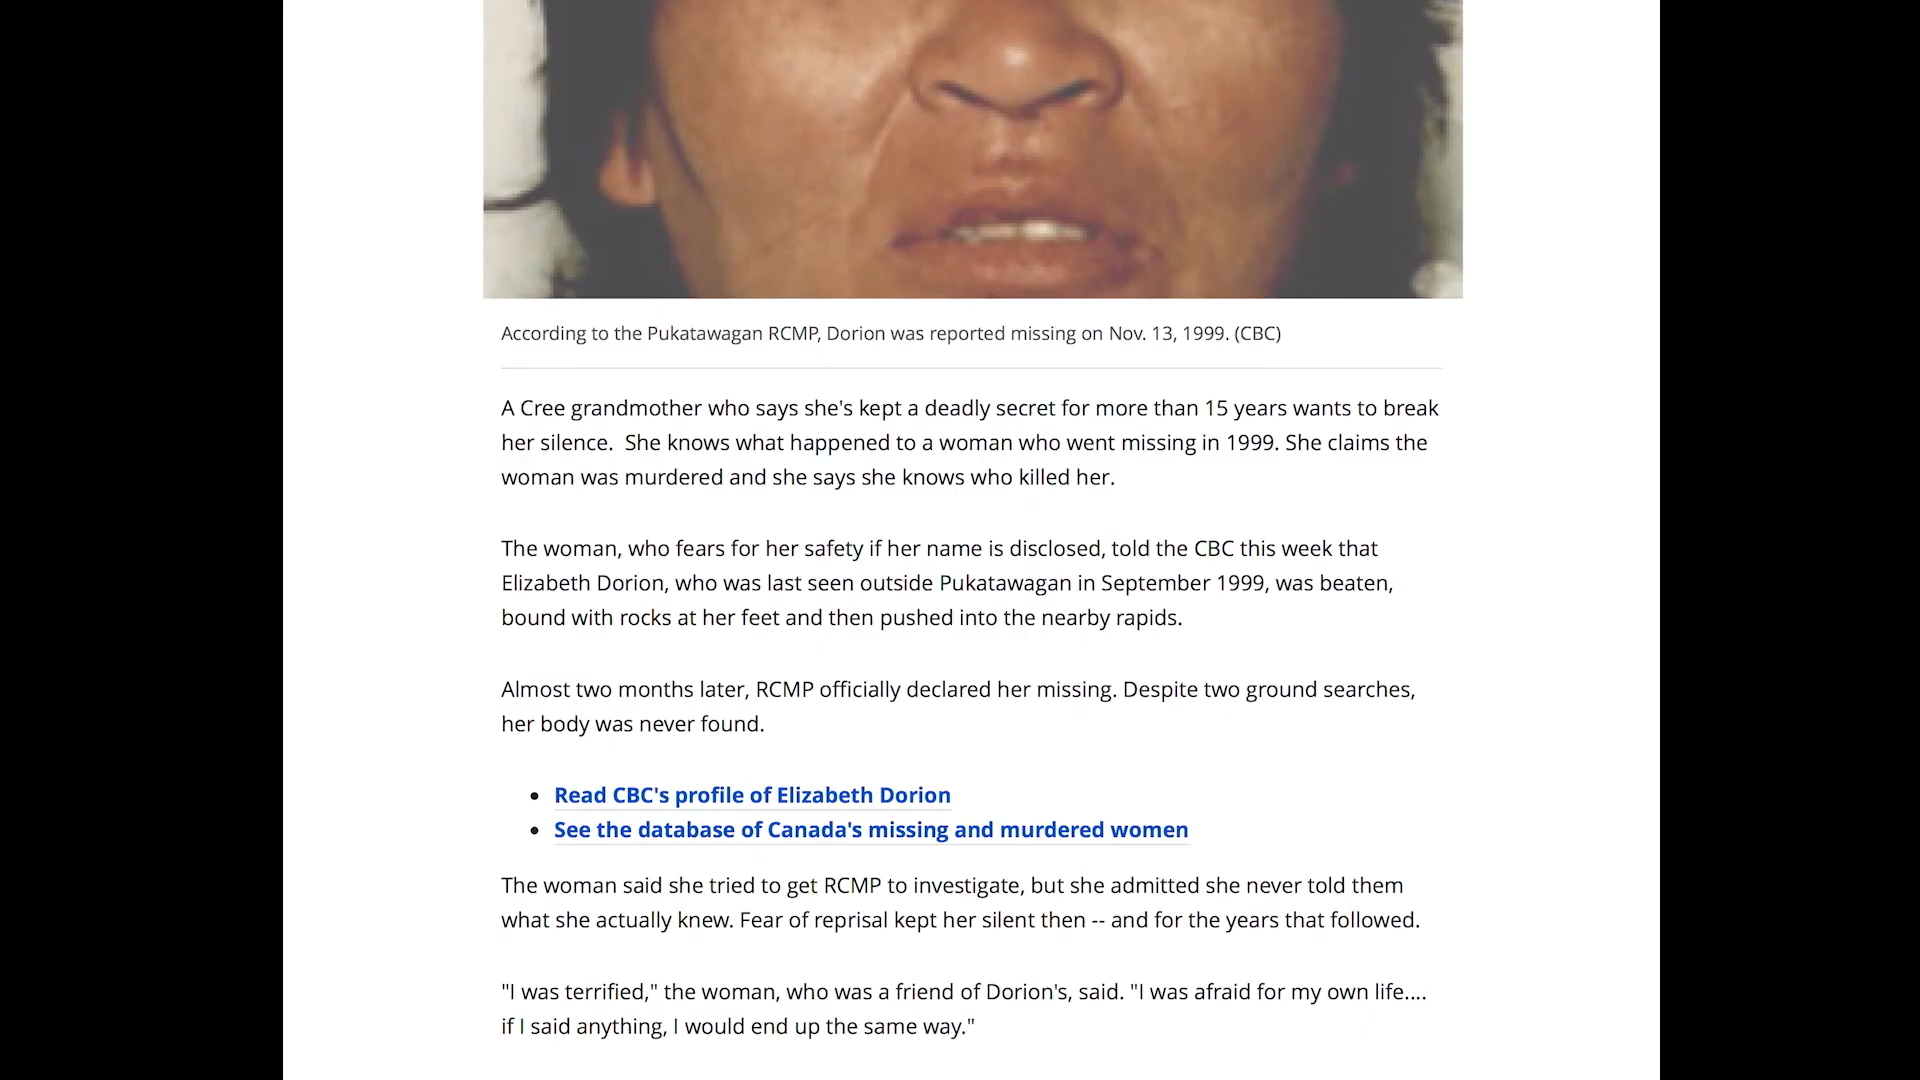 According to the Pukatawagan RCMP, Dorion was reported missing on Nov. 13, 1999. (CBC)
A Cree grandmother who says she's kept a deadly secret for more than 15 years wants to break
her silence.  She knows what happened to a woman who went missing in 1999. She claims the
woman was murdered and she says she knows who killed her.
The woman, who fears for her safety if her name is disclosed, told the CBC this week that
Elizabeth Dorion, who was last seen outside Pukatawagan in September 1999, was beaten,
bound with rocks at her feet and then pushed into the nearby rapids.
Almost two months later, RCMP officially declared her missing. Despite two ground searches,
her body was never found.
• Read CBC's profile of Elizabeth Dorion
• See the database of Canada's missing and murdered women
The woman said she tried to get RCMP to investigate, but she admitted she never told them
what she actually knew. Fear of reprisal kept her silent then -- and for the years that followed.
"I was terrified," the woman, who was a friend of Dorion's, said. "I was afraid for my own life....
if I said anything, I would end up the same way."